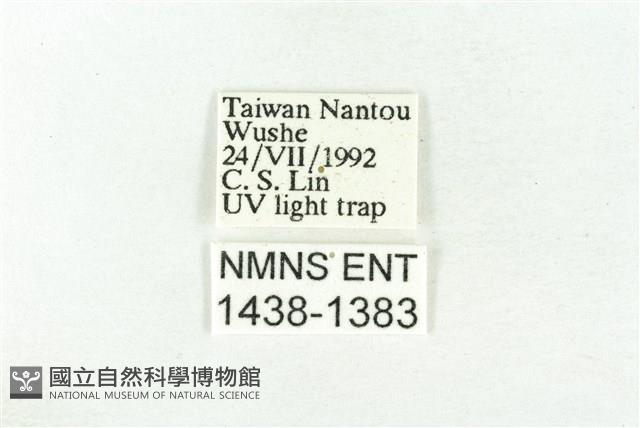 Taiwan Nantou
Wushe
24/VII/1992
C. S. Lin
UV light trap
NMNS ENT
1438-1383
國立自然科學博物館
NATIONAL MUSEUM OF NATURAL SCIENCE